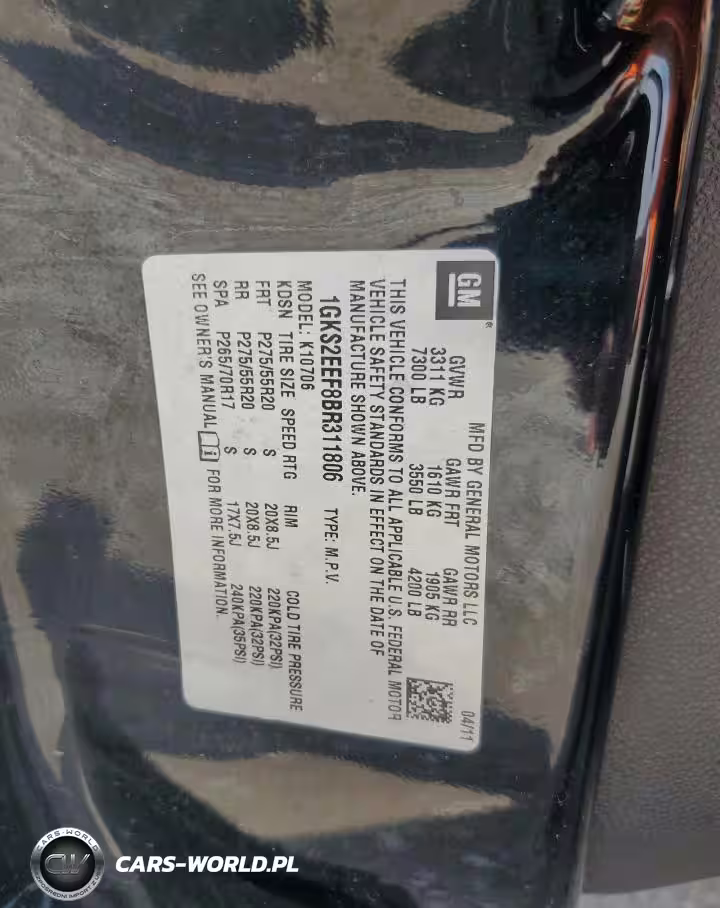 GM®
MFD BY GENERAL MOTORS LLC 04/11
GVWR GAWR FRT GAWR RR
3311 KG 1610 KG 1905 KG
7300 LB 3550 LB 4200 LB
THIS VEHICLE CONFORMS TO ALL APPLICABLE U.S. FEDERAL MOTOR
VEHICLE SAFETY STANDARDS IN EFFECT ON THE DATE OF
MANUFACTURE SHOWN ABOVE.
1GKS2EEF8BR311806 TYPE: M.P.V.
MODEL: K10706
KDSN TIRE SIZE SPEED RTG RIM COLD TIRE PRESSURE
FRT P275/55R20 S 20X8.5J 220KPA(32PSI)
RR P275/55R20 S 20X8.5J 220KPA(32PSI)
SPA P265/70R17 S 17X7.5J 240KPA(35PSI)
SEE OWNER'S MANUAL FOR MORE INFORMATION.
CARS-WORLD
CW
CARS-WORLD.PL